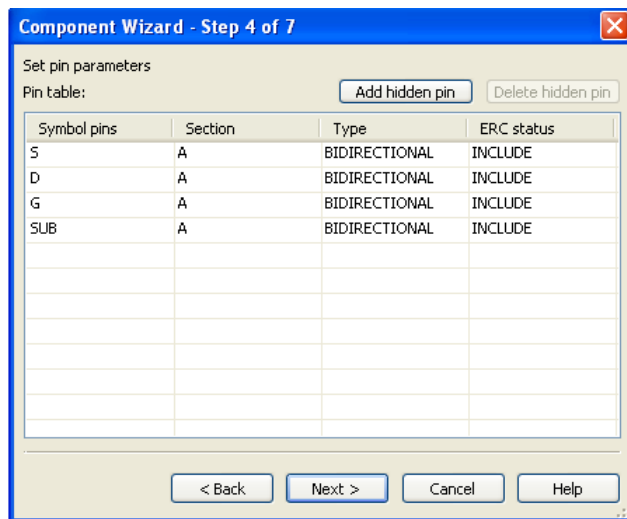 Component Wizard - Step 4 of 7
Set pin parameters
Pin table: Add hidden pin Delete hidden pin
Symbol pins Section Type ERC status
S A BIDIRECTIONAL INCLUDE
D A BIDIRECTIONAL INCLUDE
G A BIDIRECTIONAL INCLUDE
SUB A BIDIRECTIONAL INCLUDE
< Back Next > Cancel Help